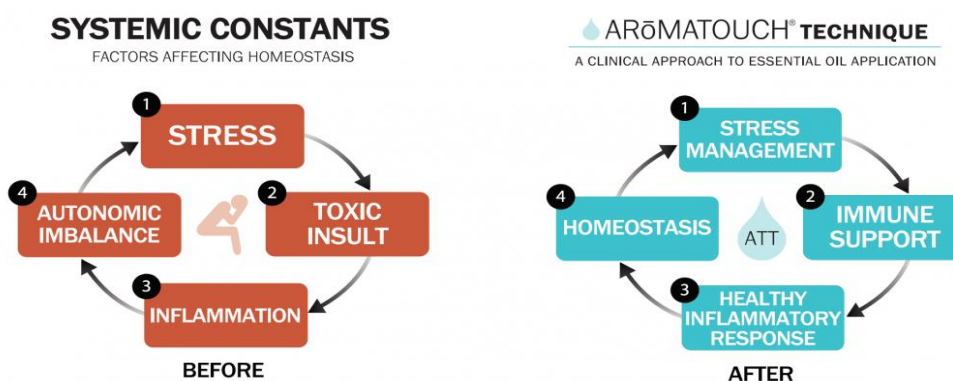 SYSTEMIC CONSTANTS
FACTORS AFFECTING HOMEOSTASIS
1
STRESS
2
TOXIC
INSULT
3
INFLAMMATION
4
AUTONOMIC
IMBALANCE
BEFORE
ARōMATOUCH® TECHNIQUE
A CLINICAL APPROACH TO ESSENTIAL OIL APPLICATION
1
STRESS
MANAGEMENT
2
IMMUNE
SUPPORT
3
HEALTHY
INFLAMMATORY
RESPONSE
4
HOMEOSTASIS
ATT
AFTER